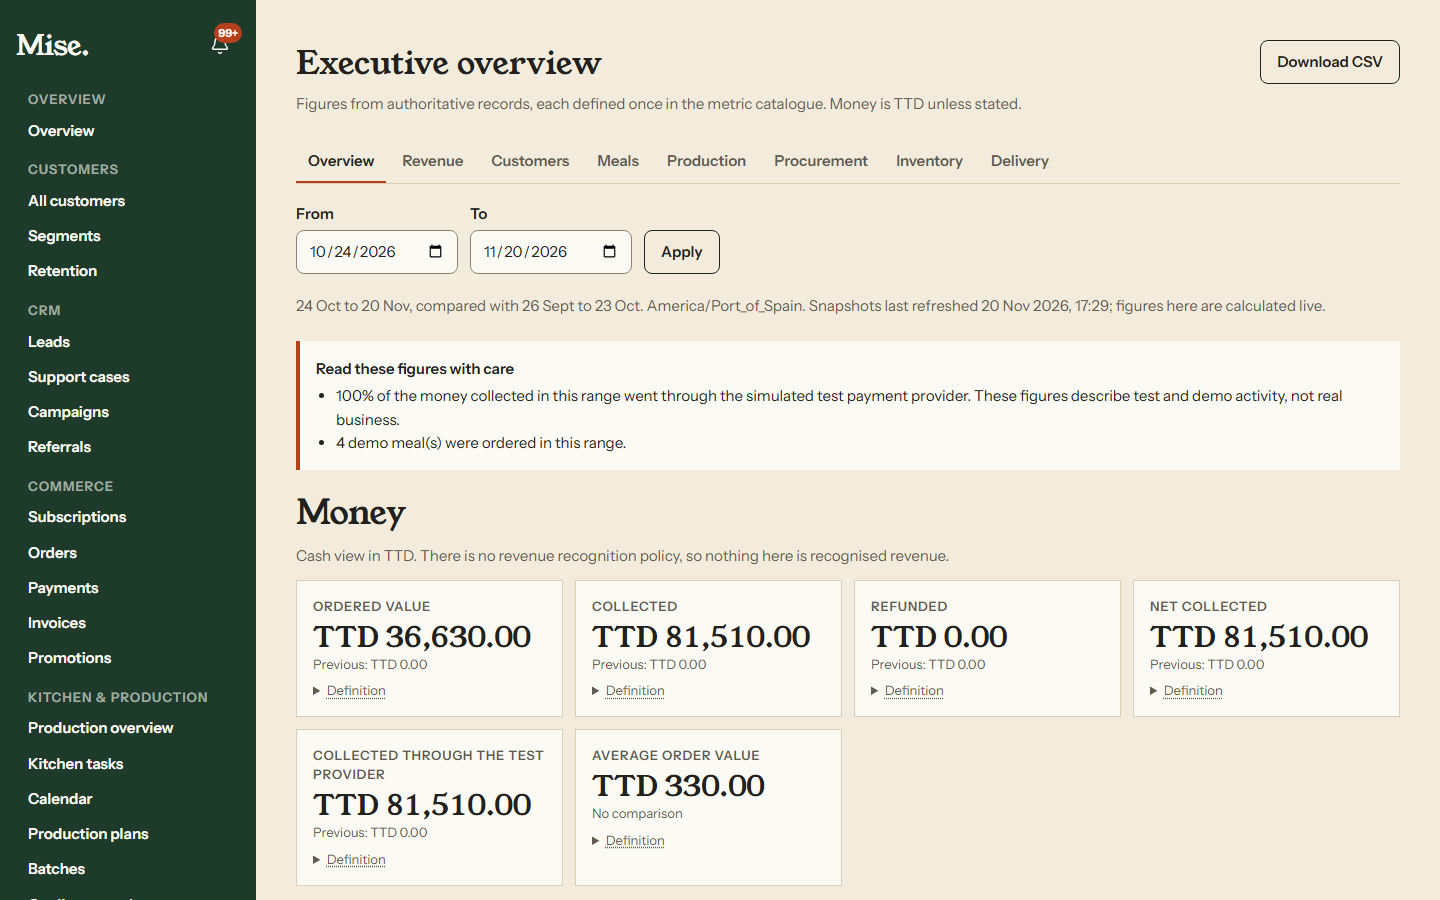 Mise.
99+
OVERVIEW
Overview
CUSTOMERS
All customers
Segments
Retention
CRM
Leads
Support cases
Campaigns
Referrals
COMMERCE
Subscriptions
Orders
Payments
Invoices
Promotions
KITCHEN & PRODUCTION
Production overview
Kitchen tasks
Calendar
Production plans
Batches
Executive overview
Download CSV
Figures from authoritative records, each defined once in the metric catalogue. Money is TTD unless stated.
Overview Revenue Customers Meals Production Procurement Inventory Delivery
From To
10/24/2026 11/20/2026 Apply
24 Oct to 20 Nov, compared with 26 Sept to 23 Oct. America/Port_of_Spain. Snapshots last refreshed 20 Nov 2026, 17:29; figures here are calculated live.
Read these figures with care
• 100% of the money collected in this range went through the simulated test payment provider. These figures describe test and demo activity, not real
business.
• 4 demo meal(s) were ordered in this range.
Money
Cash view in TTD. There is no revenue recognition policy, so nothing here is recognised revenue.
ORDERED VALUE
TTD 36,630.00
Previous: TTD 0.00
Definition
COLLECTED
TTD 81,510.00
Previous: TTD 0.00
Definition
REFUNDED
TTD 0.00
Previous: TTD 0.00
Definition
NET COLLECTED
TTD 81,510.00
Previous: TTD 0.00
Definition
COLLECTED THROUGH THE TEST
PROVIDER
TTD 81,510.00
Previous: TTD 0.00
Definition
AVERAGE ORDER VALUE
TTD 330.00
No comparison
Definition